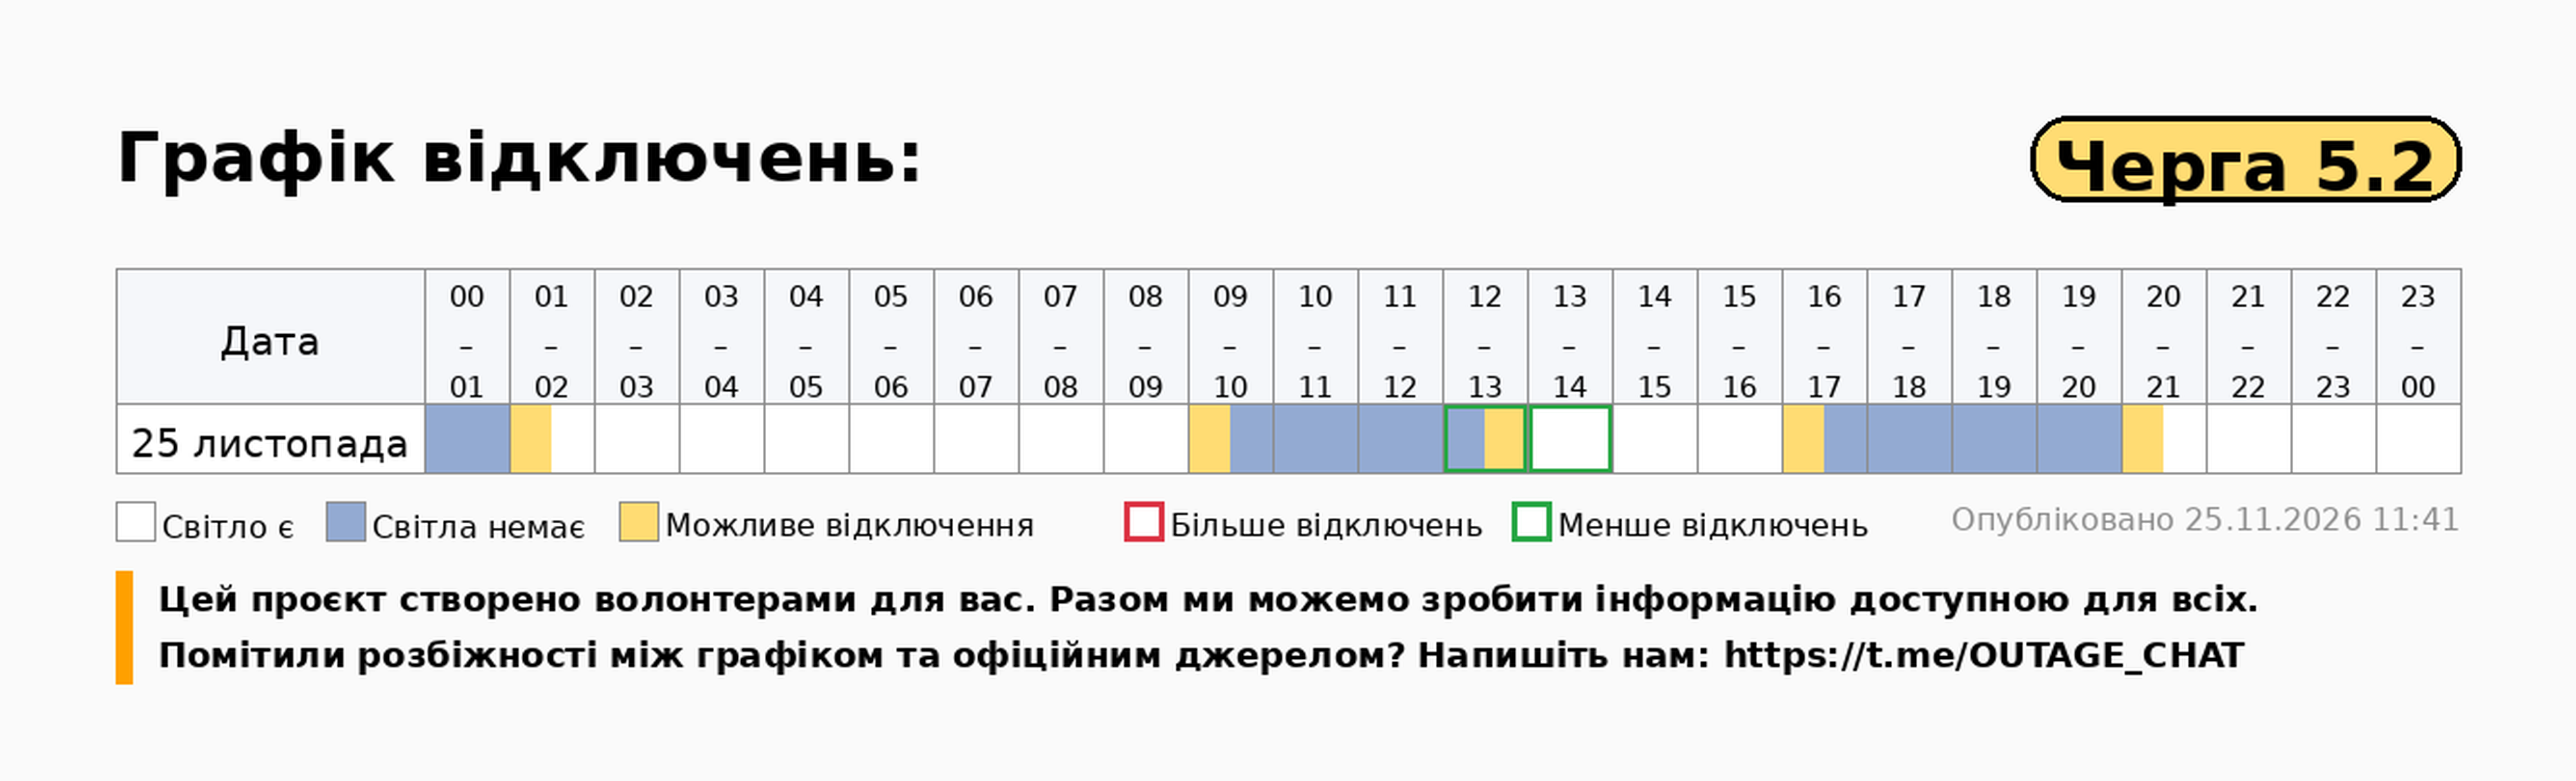 Графік відключень:
Черга 5.2
Дата
00 – 01
01 – 02
02 – 03
03 – 04
04 – 05
05 – 06
06 – 07
07 – 08
08 – 09
09 – 10
10 – 11
11 – 12
12 – 13
13 – 14
14 – 15
15 – 16
16 – 17
17 – 18
18 – 19
19 – 20
20 – 21
21 – 22
22 – 23
23 – 00
25 листопада
Світло є
Світла немає
Можливе відключення
Більше відключень
Менше відключень
Опубліковано 25.11.2026 11:41
Цей проєкт створено волонтерами для вас. Разом ми можемо зробити інформацію доступною для всіх.
Помітили розбіжності між графіком та офіційним джерелом? Напишіть нам: https://t.me/OUTAGE_CHAT